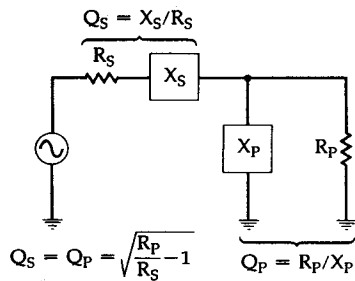 Q_S = X_S/R_S
R_S
X_S
X_P
R_P
Q_S = Q_P = √(R_P/R_S −1)
Q_P = R_P/X_P